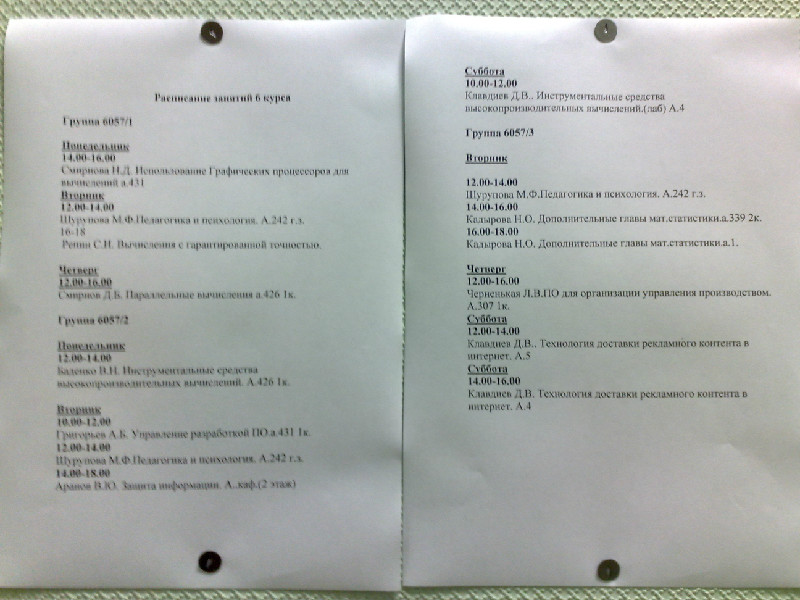 Расписание занятий 6 курса
Группа 6057/1
Понедельник
14.00-16.00
Смирнова Н.Д. Использование Графических процессоров для
вычислений а.431
Вторник
12.00-14.00
Шурупова М.Ф.Педагогика и психология. А.242 г.з.
16-18
Репин С.И. Вычисления с гарантированной точностью.
Четверг
12.00-16.00
Смирнов Д.В. Параллельные вычисления а.426 1к.
Группа 6057/2
Понедельник
12.00-14.00
Баденко В.Н. Инструментальные средства
высокопроизводительных вычислений. А.426 1к.
Вторник
10.00-12.00
Григорьев А.Б. Управление разработкой ПО.а.431 1к.
12.00-14.00
Шурупова М.Ф.Педагогика и психология. А.242 г.з.
14.00-18.00
В.Ю. Защита информации. А..каф.(2 этаж)
Суббота
10.00-12.00
Клавдиев Д.В.. Инструментальные средства
высокопроизводительных вычислений.(лаб) А.4
Группа 6057/3
Вторник
12.00-14.00
Шурупова М.Ф.Педагогика и психология. А.242 г.з.
14.00-16.00
Кадырова Н.О. Дополнительные главы мат.статистики.а.339 2к.
16.00-18.00
Кадырова Н.О. Дополнительные главы мат.статистики.а.1.
Четверг
12.00-16.00
Черненькая Л.В.ПО для организации управления производством.
А.307 1к.
Суббота
12.00-14.00
Клавдиев Д.В.. Технология доставки рекламного контента в
интернет. А.5
Суббота
14.00-16.00
Клавдиев Д.В. Технология доставки рекламного контента в
интернет. А.4